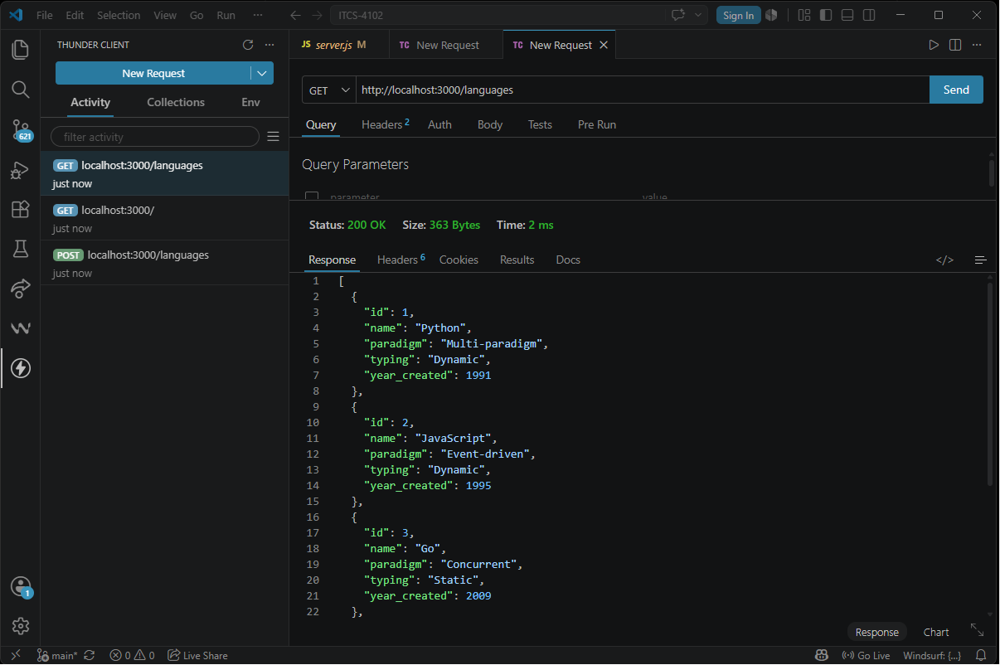 File Edit Selection View Go Run ··· ITCS-4102 Sign In
THUNDER CLIENT
New Request
Activity Collections Env
filter activity
GET localhost:3000/languages
just now
GET localhost:3000/
just now
POST localhost:3000/languages
just now
621
1
JS server.js M TC New Request TC New Request
GET http://localhost:3000/languages Send
Query Headers 2 Auth Body Tests Pre Run
Query Parameters
parameter value
Status: 200 OK Size: 363 Bytes Time: 2 ms
Response Headers 6 Cookies Results Docs </>
1 [
2 {
3 "id": 1,
4 "name": "Python",
5 "paradigm": "Multi-paradigm",
6 "typing": "Dynamic",
7 "year_created": 1991
8 },
9 {
10 "id": 2,
11 "name": "JavaScript",
12 "paradigm": "Event-driven",
13 "typing": "Dynamic",
14 "year_created": 1995
15 },
16 {
17 "id": 3,
18 "name": "Go",
19 "paradigm": "Concurrent",
20 "typing": "Static",
21 "year_created": 2009
22 },
Response Chart
main* 0 0 Live Share Go Live Windsurf: {...}